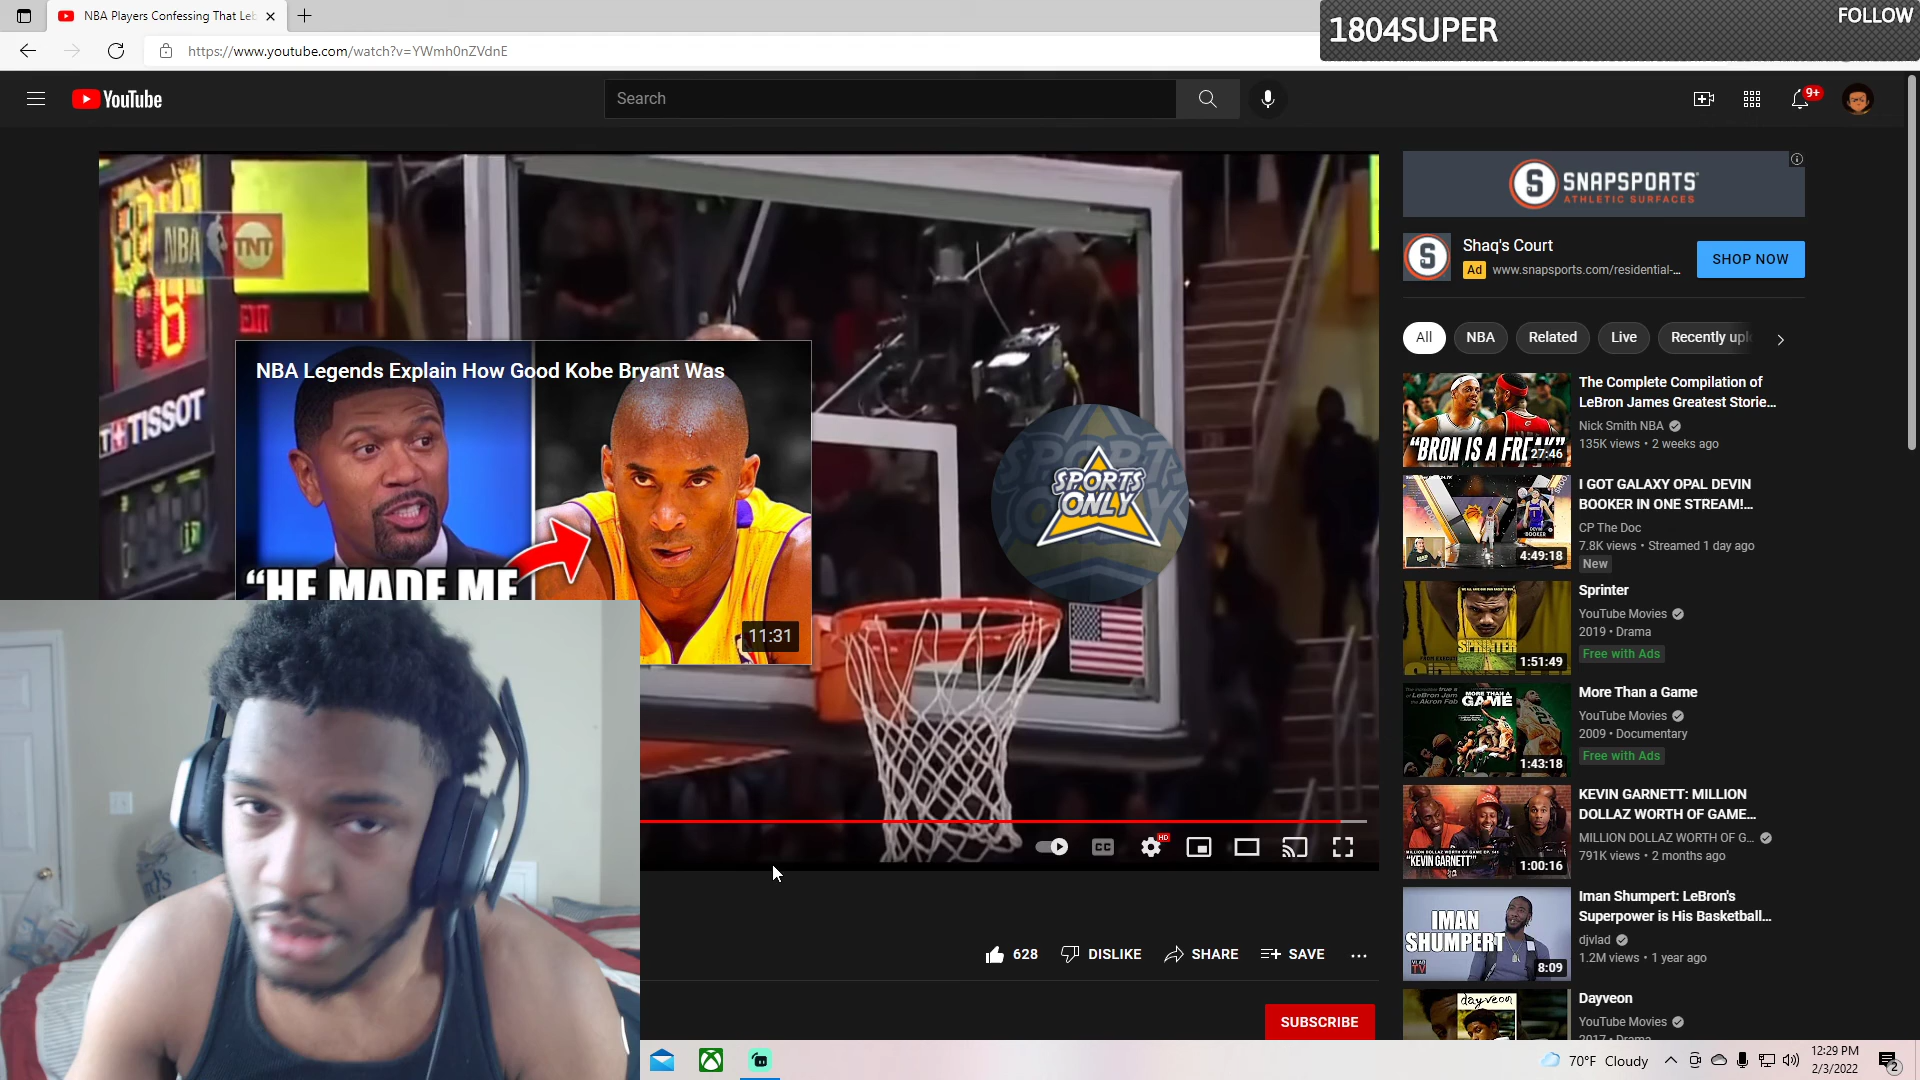 NBA Players Confessing That Leb
1804SUPER
FOLLOW
https://www.youtube.com/watch?v=YWmh0nZVdnE
YouTube
Search
9+
NBA
TNT
EXIT
TISSOT
NBA Legends Explain How Good Kobe Bryant Was
"HE MADE ME
11:31
SPORTS
ONLY
HD
CC
628
DISLIKE
SHARE
SAVE
SUBSCRIBE
S SNAPSPORTS
ATHLETIC SURFACES
S
Shaq's Court
Ad www.snapsports.com/residential-...
SHOP NOW
All
NBA
Related
Live
Recently upl
"BRON IS A FREAK"
27:46
The Complete Compilation of
LeBron James Greatest Storie...
Nick Smith NBA
135K views • 2 weeks ago
4:49:18
I GOT GALAXY OPAL DEVIN
BOOKER IN ONE STREAM!...
CP The Doc
7.8K views • Streamed 1 day ago
New
SPRINTER
1:51:49
Sprinter
YouTube Movies
2019 • Drama
Free with Ads
MORE THAN A
GAME
1:43:18
More Than a Game
YouTube Movies
2009 • Documentary
Free with Ads
"KEVIN GARNETT"
1:00:16
KEVIN GARNETT: MILLION
DOLLAZ WORTH OF GAME...
MILLION DOLLAZ WORTH OF G...
791K views • 2 months ago
IMAN
SHUMPERT
8:09
Iman Shumpert: LeBron's
Superpower is His Basketball...
djvlad
1.2M views • 1 year ago
dayveon
Dayveon
YouTube Movies
2017 • Drama
70°F Cloudy
12:29 PM
2/3/2022
2